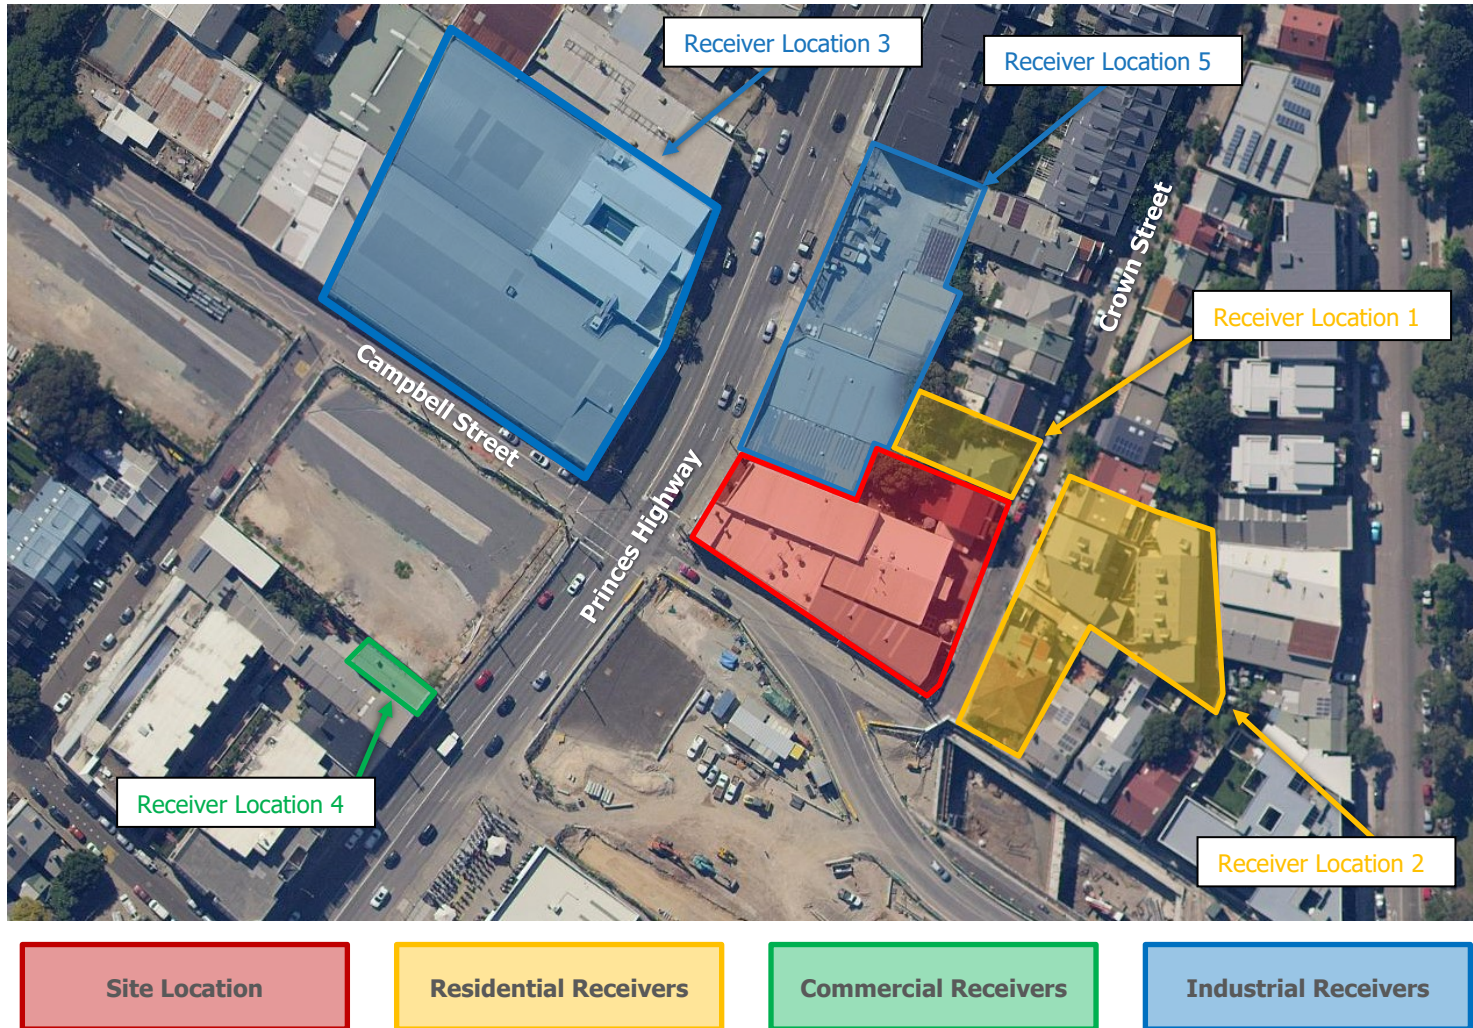 Receiver Location 3
Receiver Location 5
Crown Street
Receiver Location 1
Campbell Street
Princes Highway
Receiver Location 4
Receiver Location 2
Site Location
Residential Receivers
Commercial Receivers
Industrial Receivers